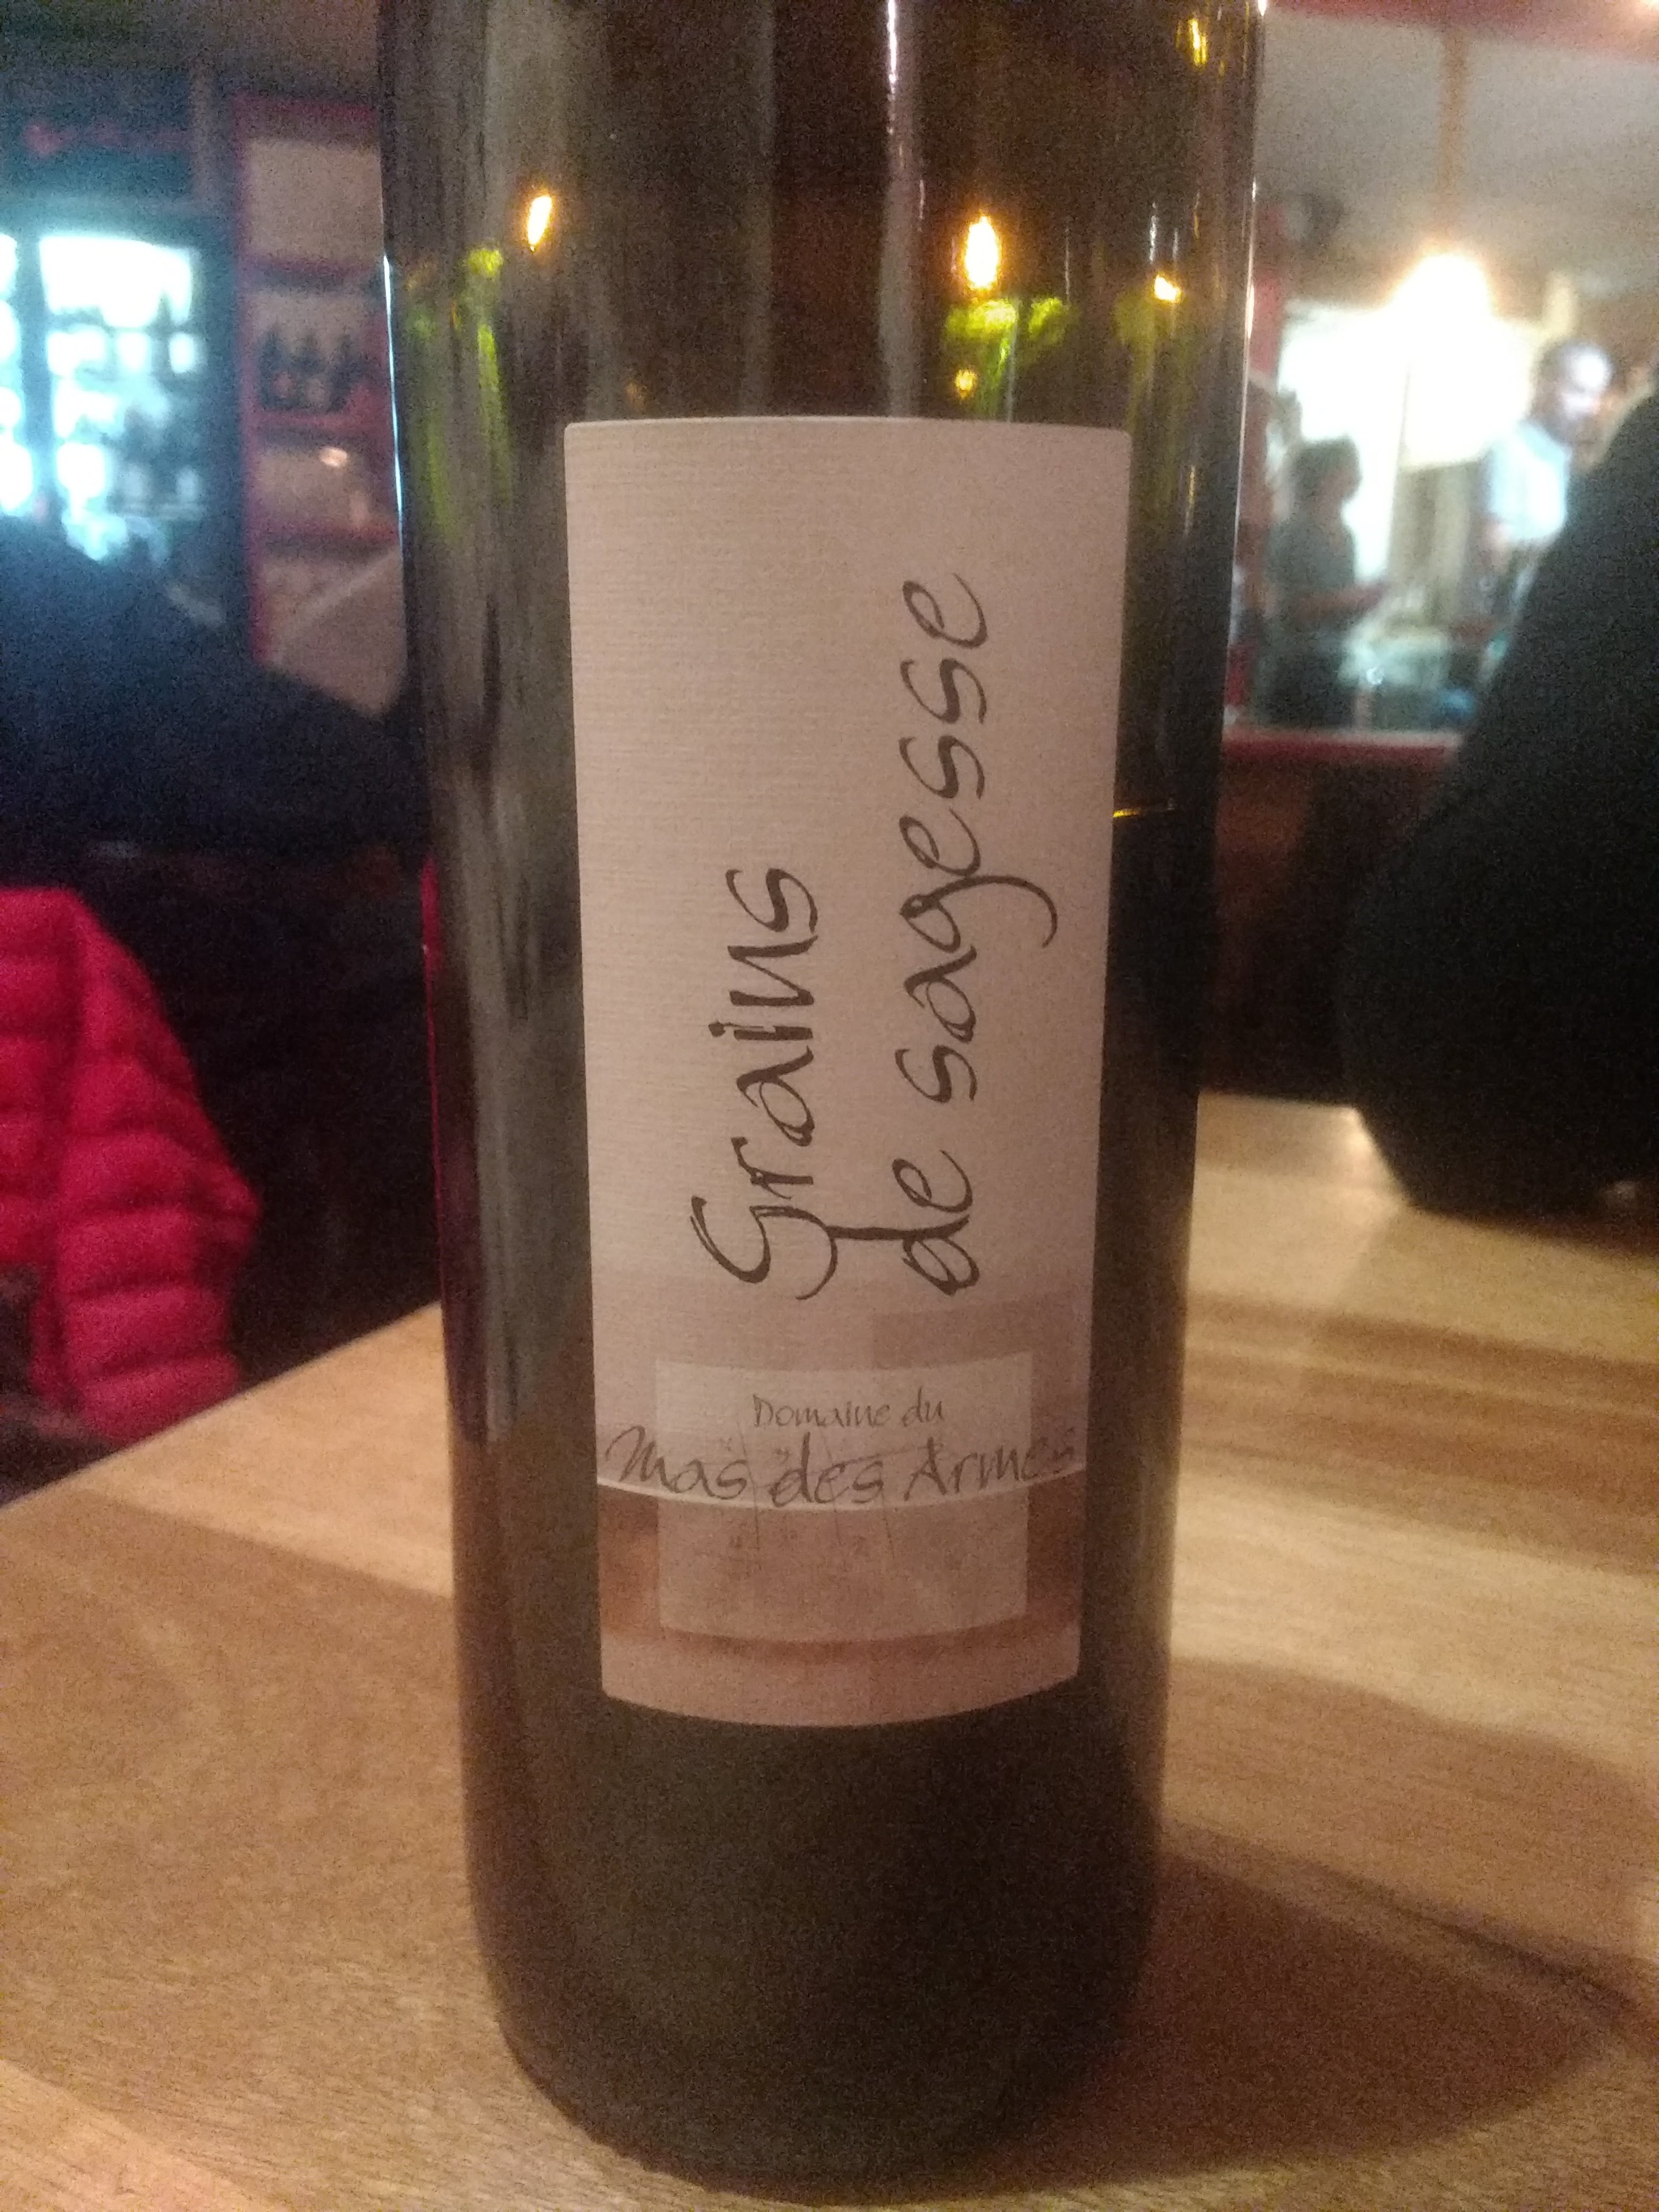 Grains
de sagesse
Domaine du
Mas des Armes